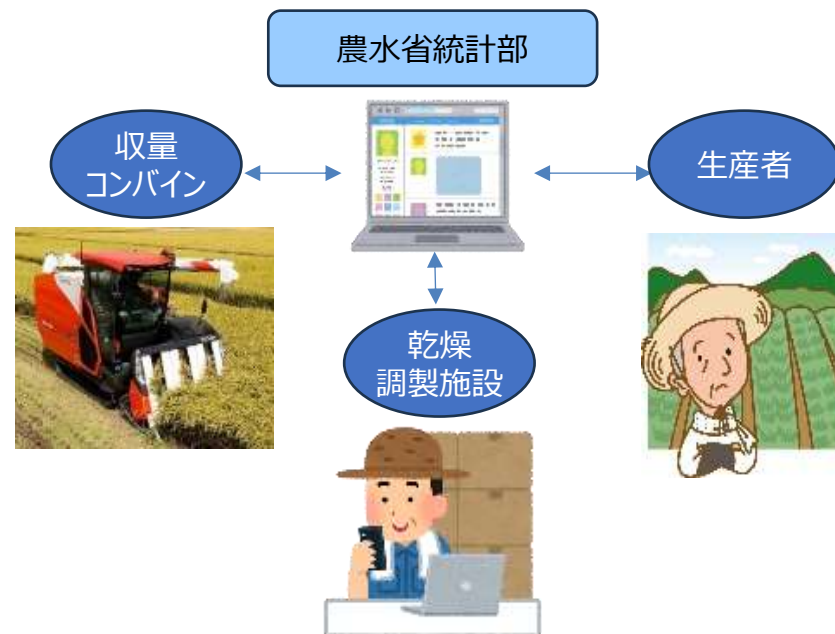 農水省統計部
収量
コンバイン
生産者
乾燥
調製施設